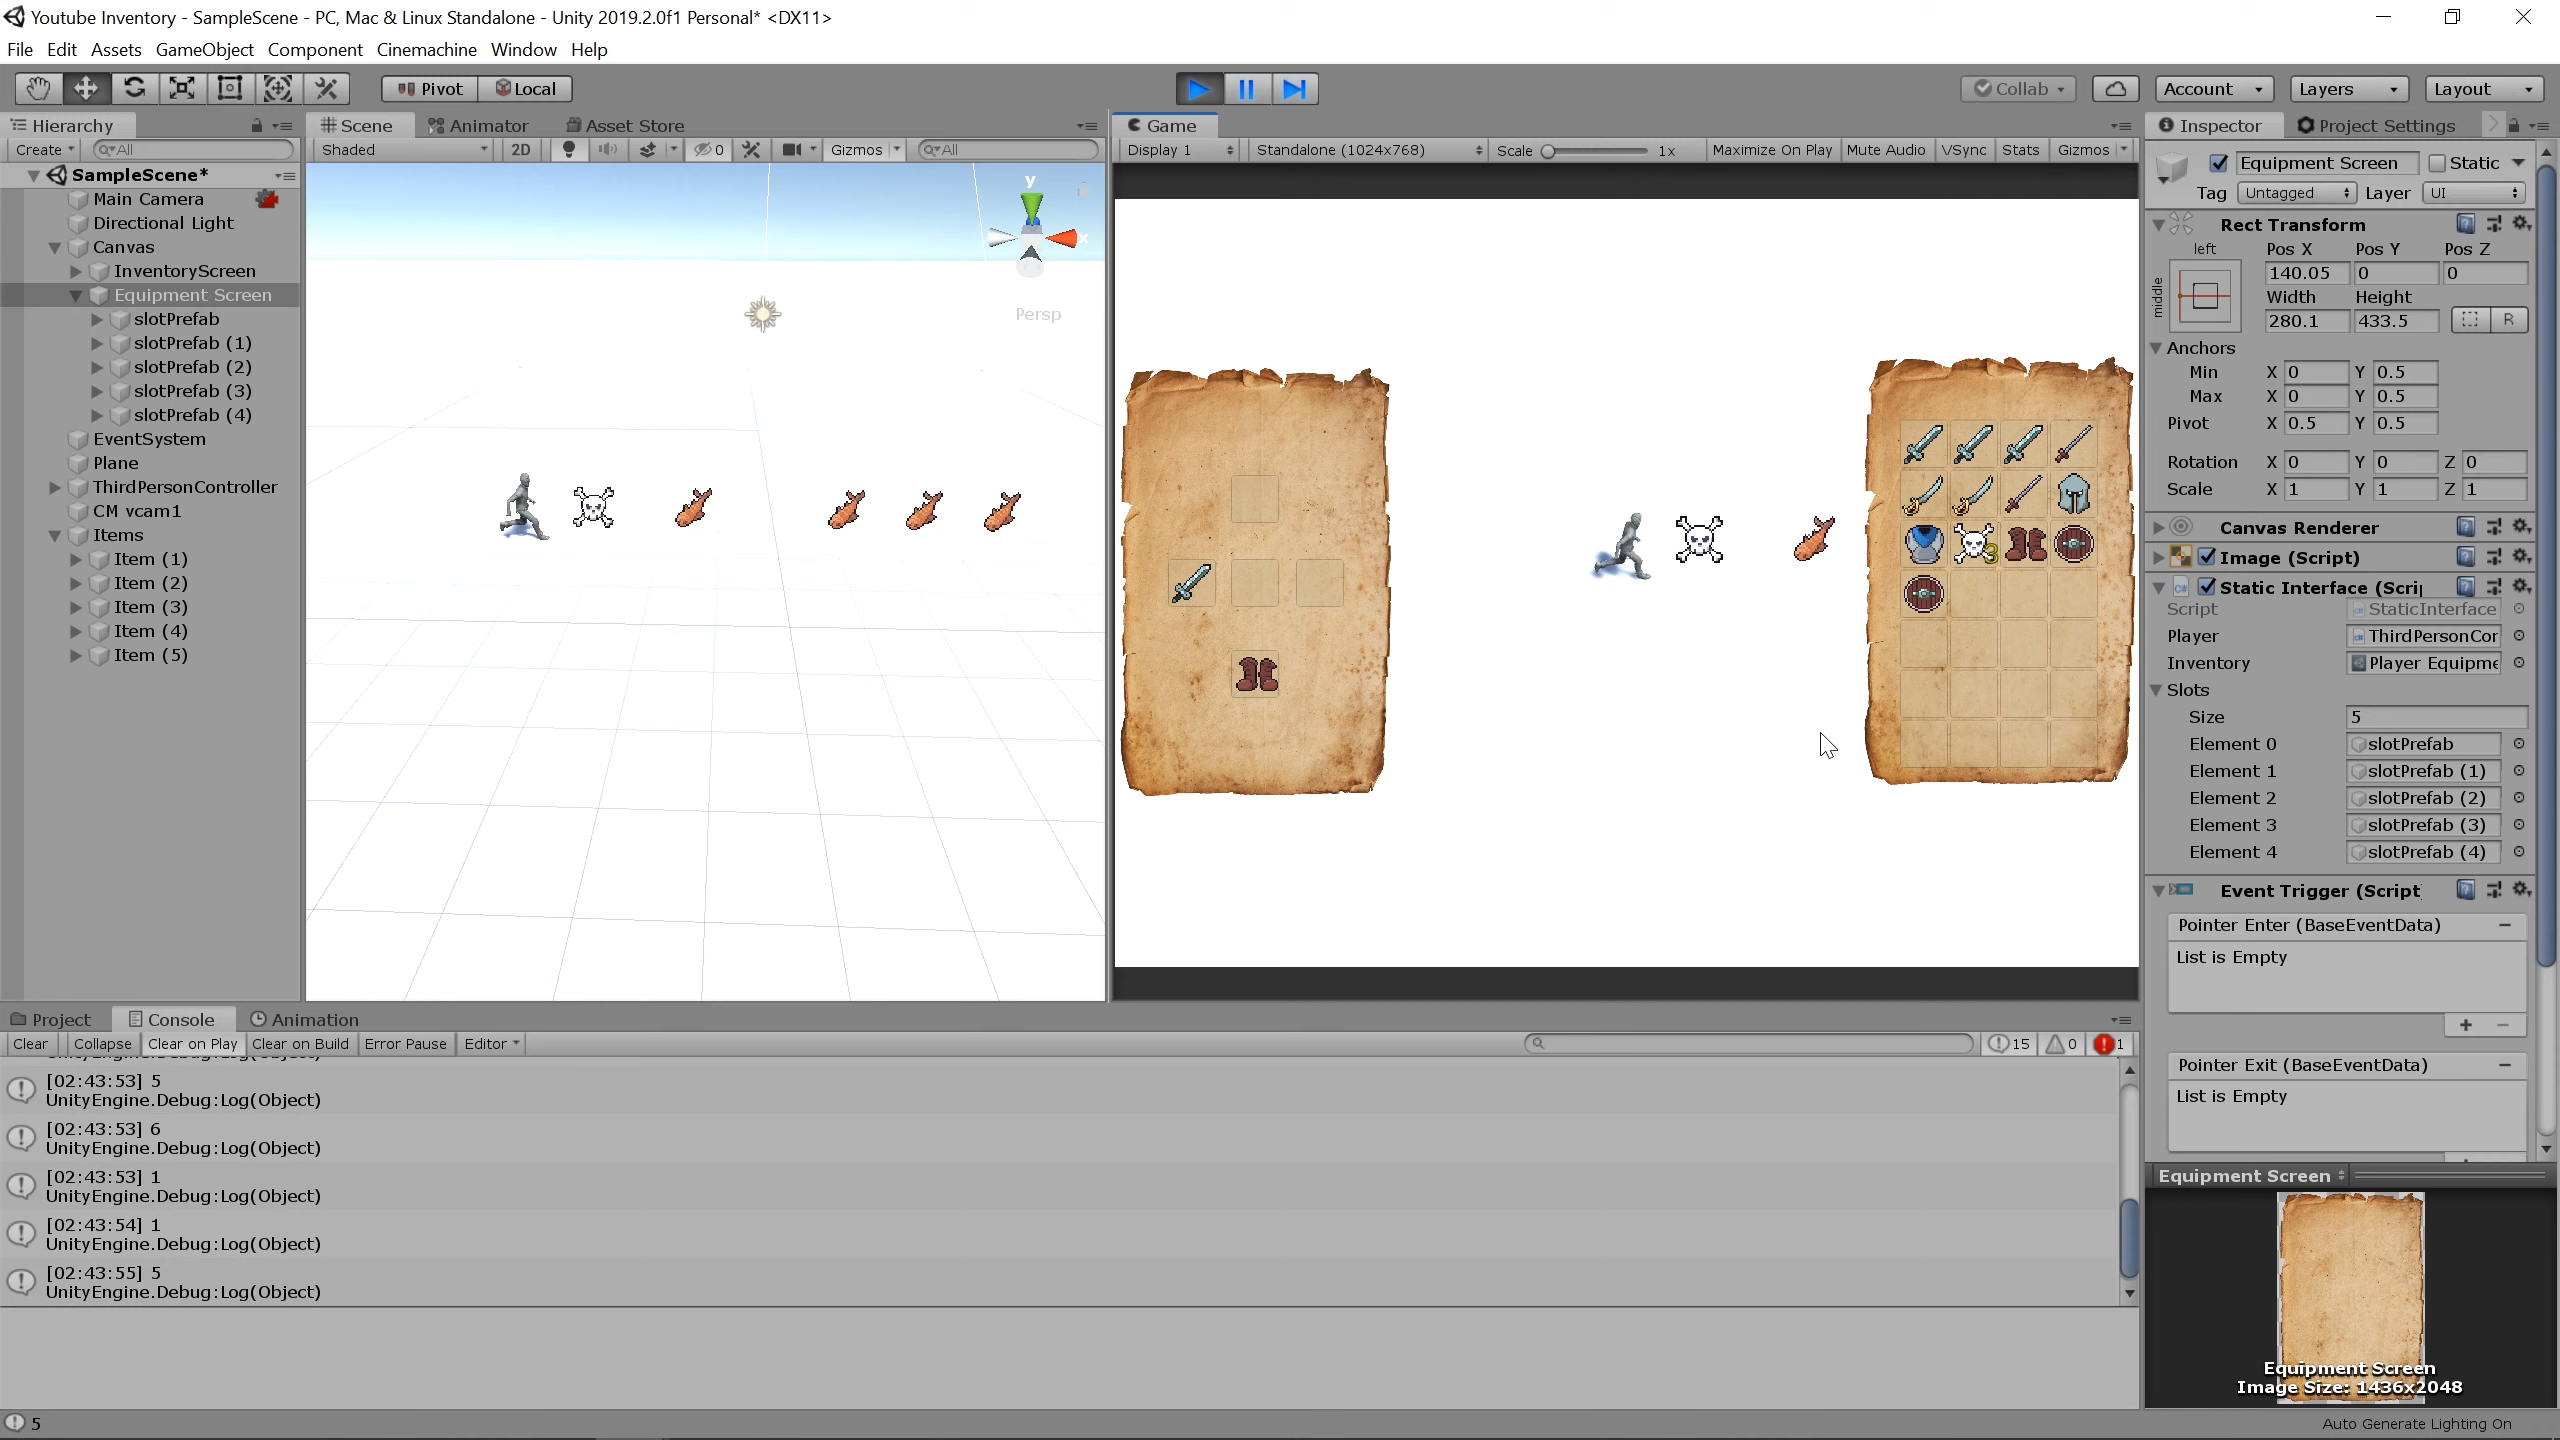 Youtube Inventory - SampleScene - PC, Mac & Linux Standalone - Unity 2019.2.0f1 Personal* <DX11>
File Edit Assets GameObject Component Cinemachine Window Help
Pivot Local Collab Account Layers Layout
Hierarchy
Create All
SampleScene*
Main Camera
Directional Light
Canvas
InventoryScreen
Equipment Screen
slotPrefab
slotPrefab (1)
slotPrefab (2)
slotPrefab (3)
slotPrefab (4)
EventSystem
Plane
ThirdPersonController
CM vcam1
Items
Item (1)
Item (2)
Item (3)
Item (4)
Item (5)
Scene Animator Asset Store
Shaded 2D 0 Gizmos All
y
x
Persp
Game
Display 1 Standalone (1024x768) Scale 1x Maximize On Play Mute Audio VSync Stats Gizmos
3
Inspector Project Settings
Equipment Screen Static
Tag Untagged Layer UI
Rect Transform
left Pos X Pos Y Pos Z
middle
140.05 0 0
Width Height
280.1 433.5 R
Anchors
Min X 0 Y 0.5
Max X 0 Y 0.5
Pivot X 0.5 Y 0.5
Rotation X 0 Y 0 Z 0
Scale X 1 Y 1 Z 1
Canvas Renderer
Image (Script)
Static Interface (Scri
Script StaticInterface
Player ThirdPersonCor
Inventory Player Equipme
Slots
Size 5
Element 0 slotPrefab
Element 1 slotPrefab (1)
Element 2 slotPrefab (2)
Element 3 slotPrefab (3)
Element 4 slotPrefab (4)
Event Trigger (Script
Pointer Enter (BaseEventData)
List is Empty
Pointer Exit (BaseEventData)
List is Empty
Equipment Screen
Equipment Screen
Image Size: 1436x2048
Project Console Animation
Clear Collapse Clear on Play Clear on Build Error Pause Editor 15 0 1
UnityEngine.Debug:Log(Object)
[02:43:53] 5
UnityEngine.Debug:Log(Object)
[02:43:53] 6
UnityEngine.Debug:Log(Object)
[02:43:53] 1
UnityEngine.Debug:Log(Object)
[02:43:54] 1
UnityEngine.Debug:Log(Object)
[02:43:55] 5
UnityEngine.Debug:Log(Object)
5
Auto Generate Lighting On